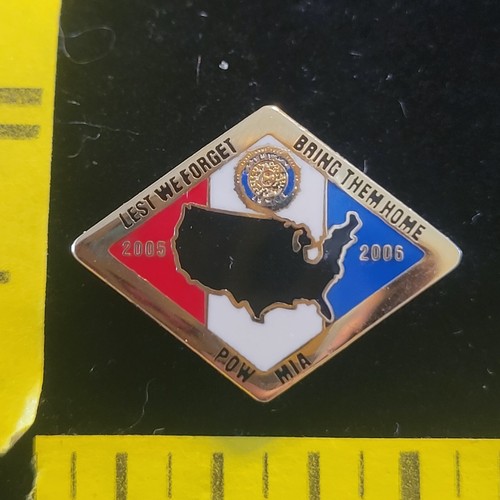 LEST WE FORGET
BRING THEM HOME
2005
2006
POW MIA